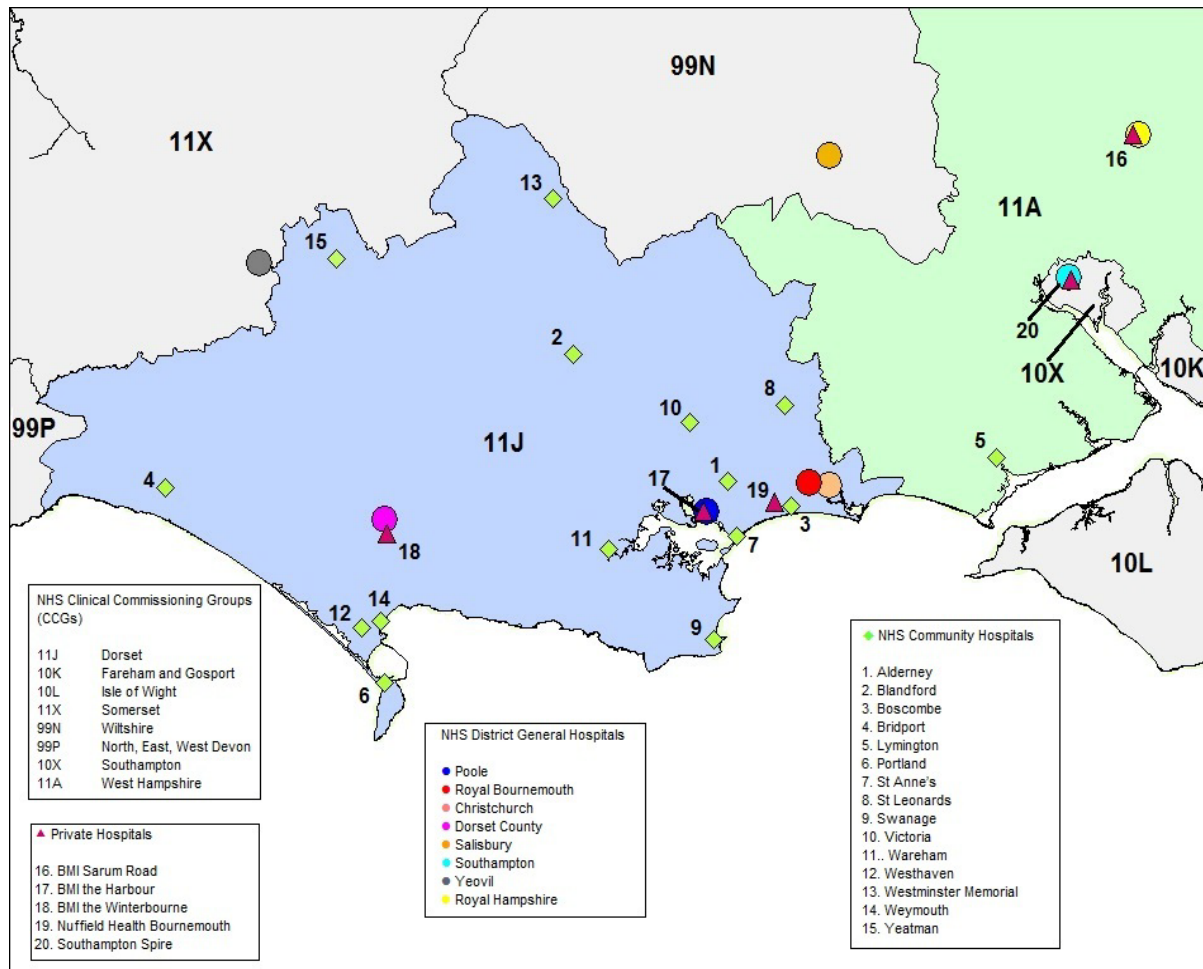 99N
11X
16
13
11A
15
20
2
10X
10K
8
10
99P
11J
5
1
4
17
19
3
18
11
7
10L
14
12
9
6
NHS Clinical Commissioning Groups
(CCGs)
11J Dorset
10K Fareham and Gosport
10L Isle of Wight
11X Somerset
99N Wiltshire
99P North, East, West Devon
10X Southampton
11A West Hampshire
Private Hospitals
16. BMI Sarum Road
17. BMI the Harbour
18. BMI the Winterbourne
19. Nuffield Health Bournemouth
20. Southampton Spire
NHS District General Hospitals
Poole
Royal Bournemouth
Christchurch
Dorset County
Salisbury
Southampton
Yeovil
Royal Hampshire
NHS Community Hospitals
1. Alderney
2. Blandford
3. Boscombe
4. Bridport
5. Lymington
6. Portland
7. St Anne's
8. St Leonards
9. Swanage
10. Victoria
11.. Wareham
12. Westhaven
13. Westminster Memorial
14. Weymouth
15. Yeatman